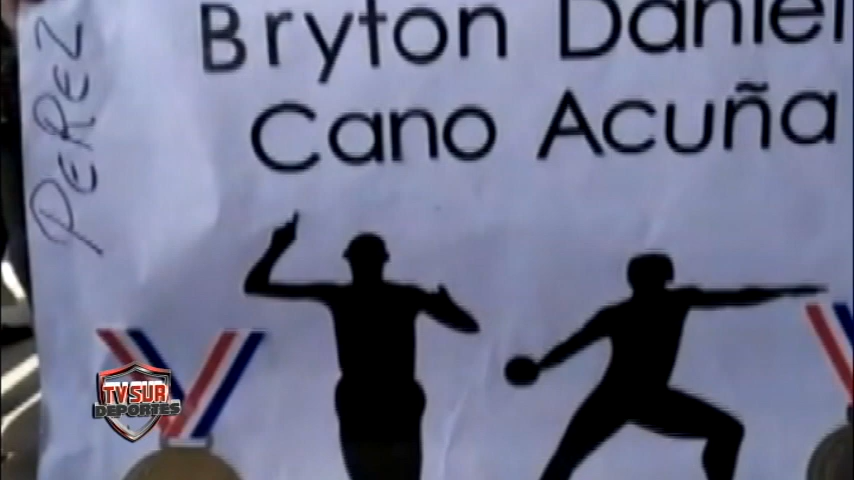 Bryton Daniel
Cano Acuña
PEREZ
TV SUR
DEPORTES